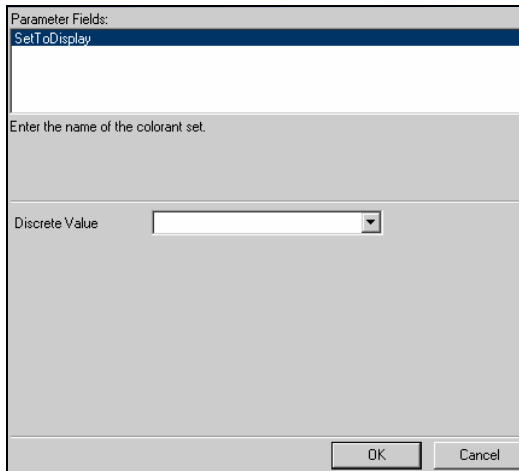 Parameter Fields:
SetToDisplay
Enter the name of the colorant set.
Discrete Value
OK
Cancel